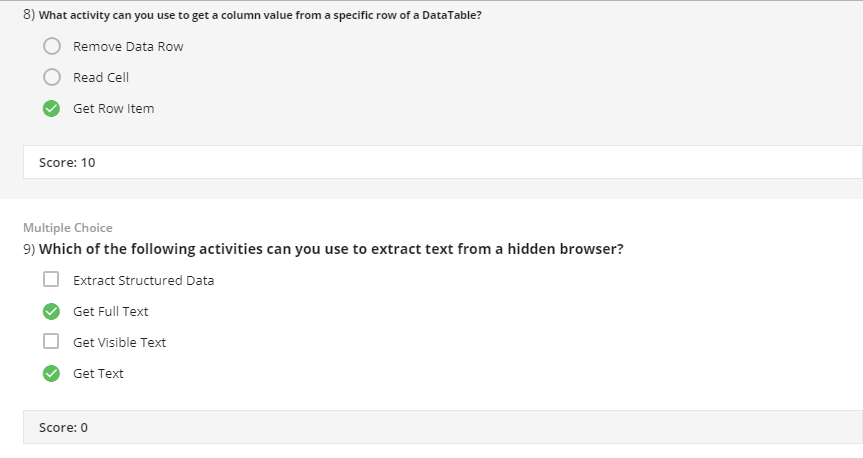 8) What activity can you use to get a column value from a specific row of a DataTable?
Remove Data Row
Read Cell
Get Row Item
Score: 10
Multiple Choice
9) Which of the following activities can you use to extract text from a hidden browser?
Extract Structured Data
Get Full Text
Get Visible Text
Get Text
Score: 0